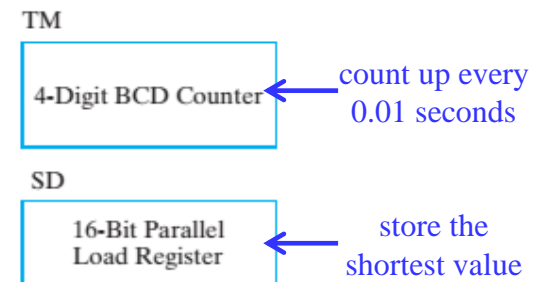 TM
4-Digit BCD Counter
count up every
0.01 seconds
SD
16-Bit Parallel
Load Register
store the
shortest value